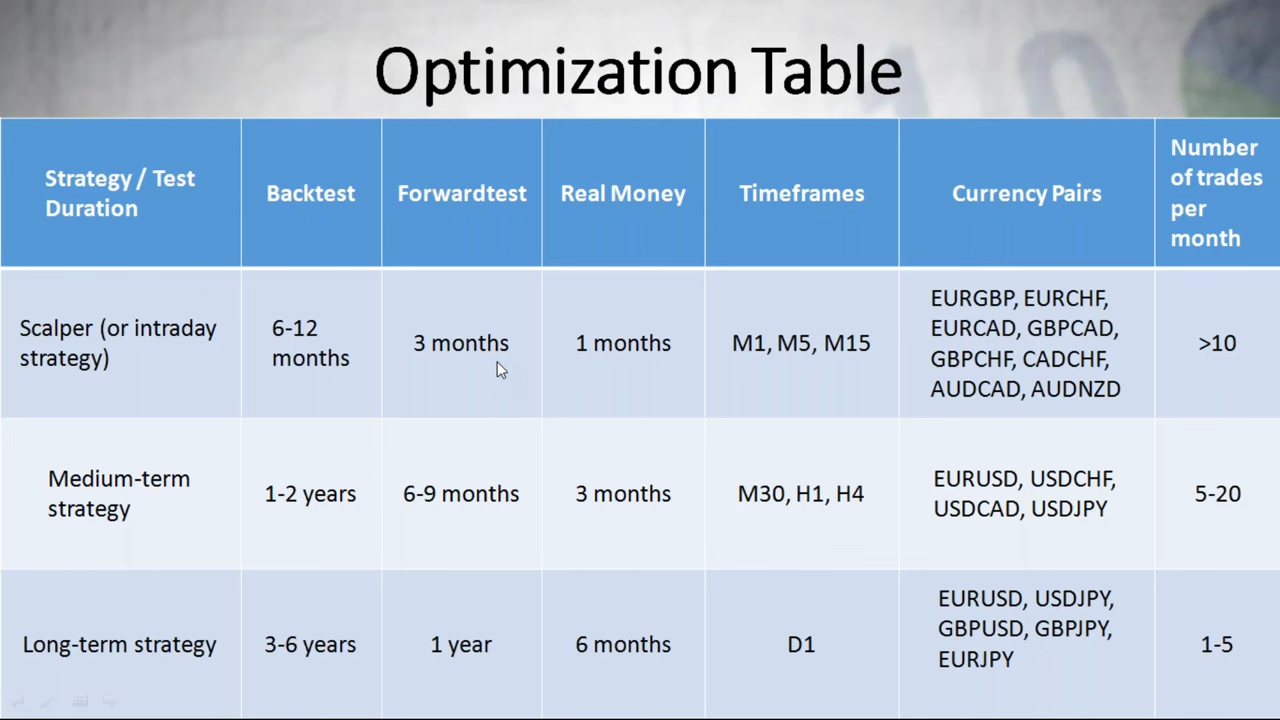 Optimization Table
Strategy / Test
Duration
Backtest
Forwardtest
Real Money
Timeframes
Currency Pairs
Number
of trades
per
month
Scalper (or intraday
strategy)
6-12
months
3 months
1 months
M1, M5, M15
EURGBP, EURCHF,
EURCAD, GBPCAD,
GBPCHF, CADCHF,
AUDCAD, AUDNZD
>10
Medium-term
strategy
1-2 years
6-9 months
3 months
M30, H1, H4
EURUSD, USDCHF,
USDCAD, USDJPY
5-20
Long-term strategy
3-6 years
1 year
6 months
D1
EURUSD, USDJPY,
GBPUSD, GBPJPY,
EURJPY
1-5